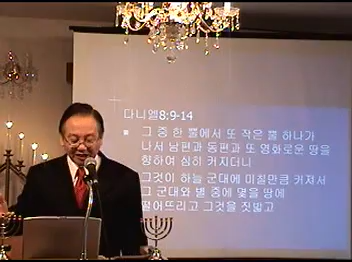 다니엘8:9-14
그 중 한 뿔에서 또 작은 뿔 하나가
나서 남편과 동편과 또 영화로운 땅을
향하여 심히 커지더니
그것이 하늘 군대에 미칠만큼 커져서
그 군대와 별 중에 몇을 땅에
떨어뜨리고 그것을 짓밟고